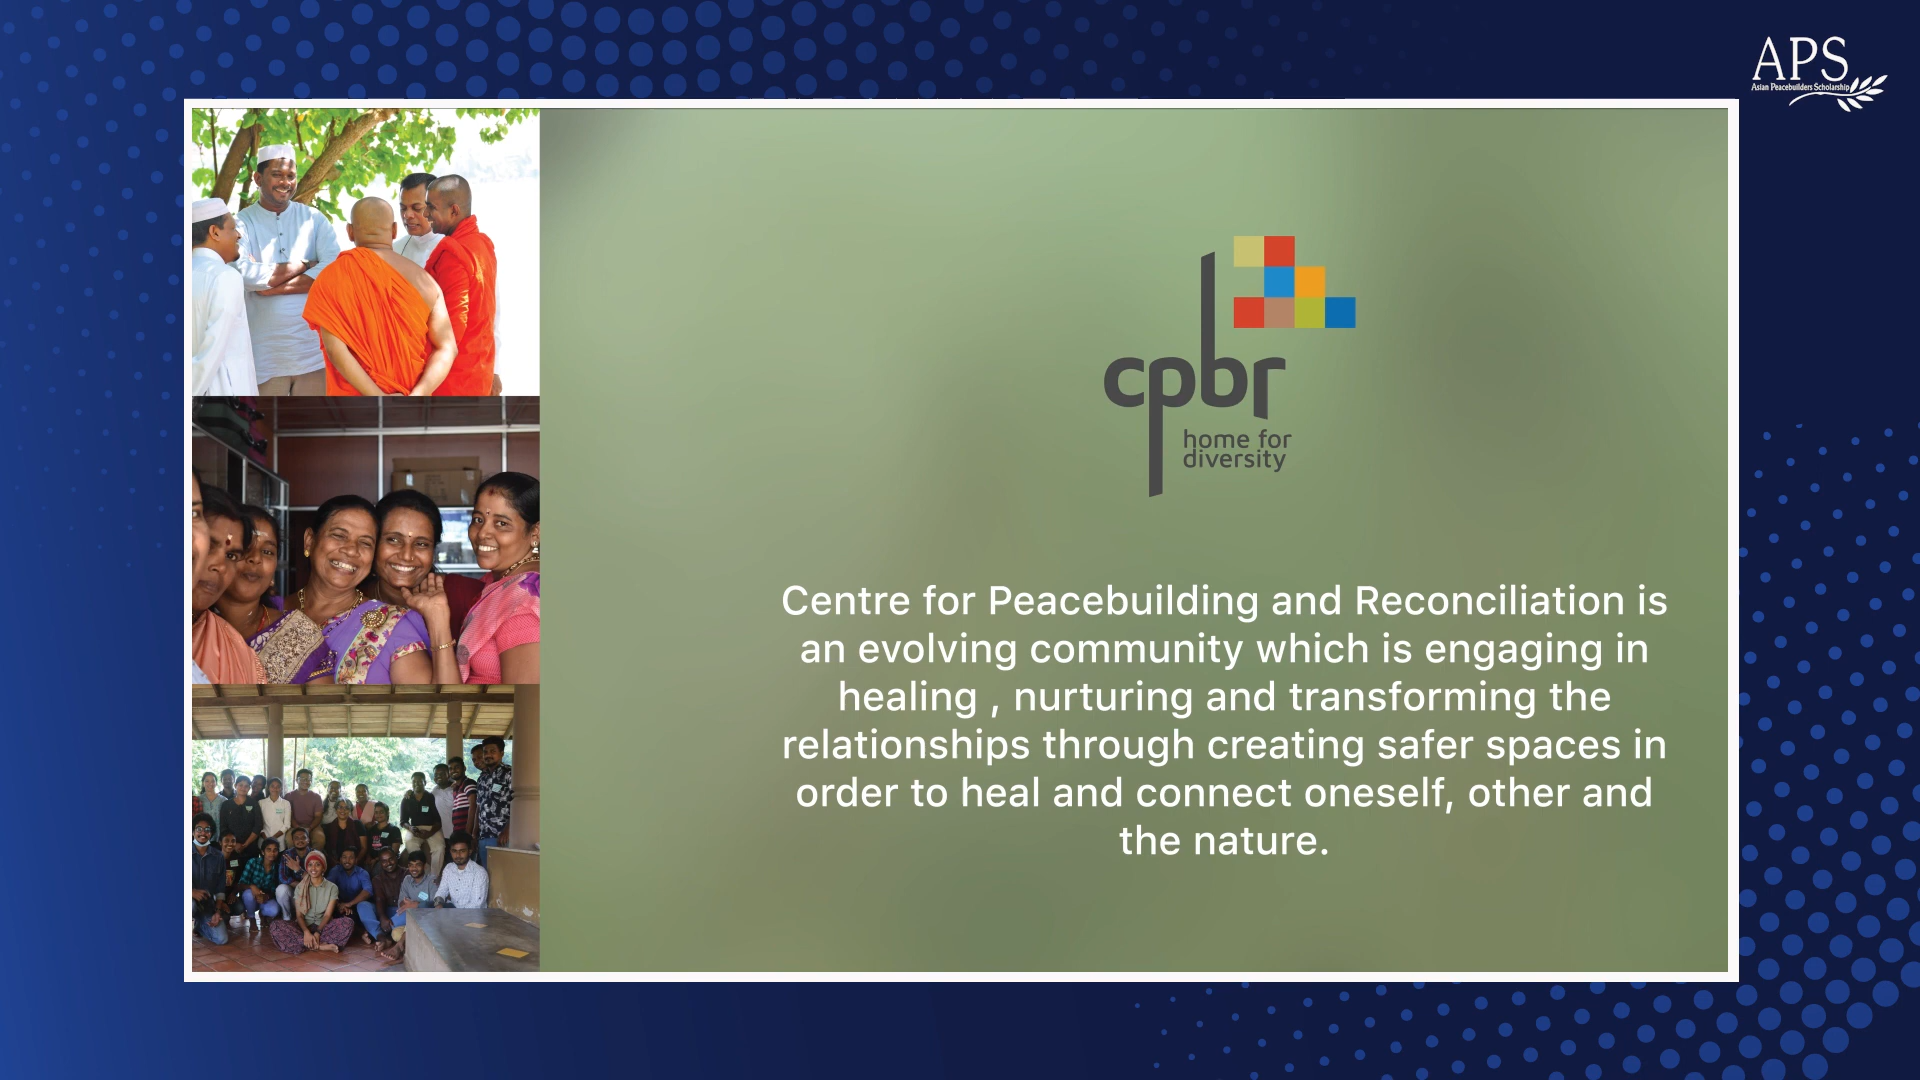 APS
Asian Peacebuilders Scholarship
cpbr
home for
diversity
Centre for Peacebuilding and Reconciliation is
an evolving community which is engaging in
healing , nurturing and transforming the
relationships through creating safer spaces in
order to heal and connect oneself, other and
the nature.